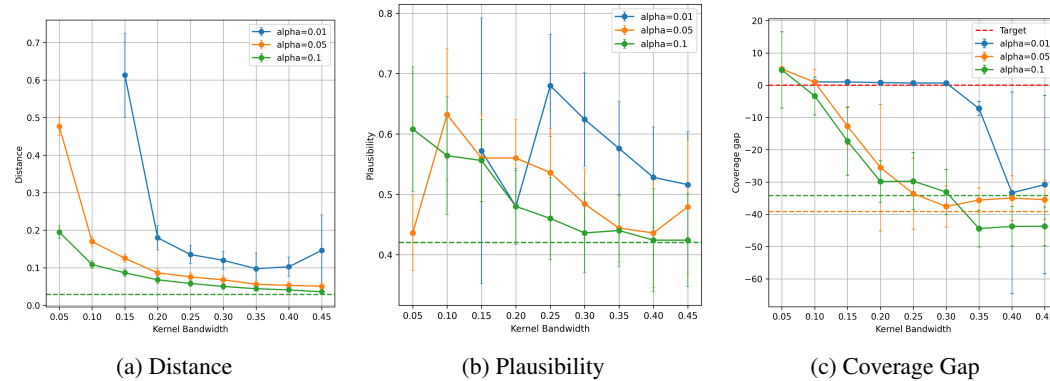 0.7
0.6
0.5
0.4
0.3
0.2
0.1
0.0
Distance
alpha=0.01
alpha=0.05
alpha=0.1
0.05 0.10 0.15 0.20 0.25 0.30 0.35 0.40 0.45
Kernel Bandwidth
(a) Distance
0.8
0.7
0.6
0.5
0.4
Plausibility
alpha=0.01
alpha=0.05
alpha=0.1
0.05 0.10 0.15 0.20 0.25 0.30 0.35 0.40 0.45
Kernel Bandwidth
(b) Plausibility
20
10
0
−10
−20
−30
−40
−50
−60
Coverage gap
Target
alpha=0.01
alpha=0.05
alpha=0.1
0.05 0.10 0.15 0.20 0.25 0.30 0.35 0.40 0.45
Kernel Bandwidth
(c) Coverage Gap